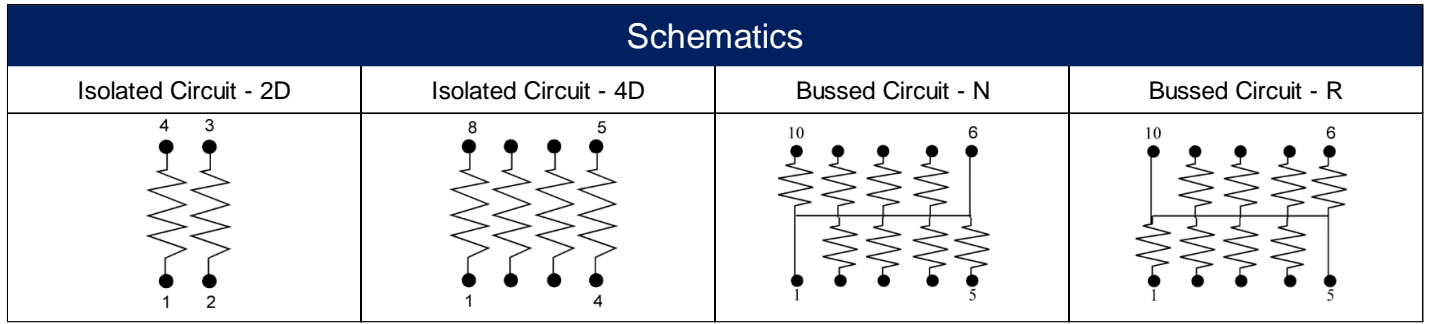 Schematics
Isolated Circuit - 2D Isolated Circuit - 4D Bussed Circuit - N Bussed Circuit - R
4 3 8 5 10 6 10 6
1 2 1 4 1 5 1 5